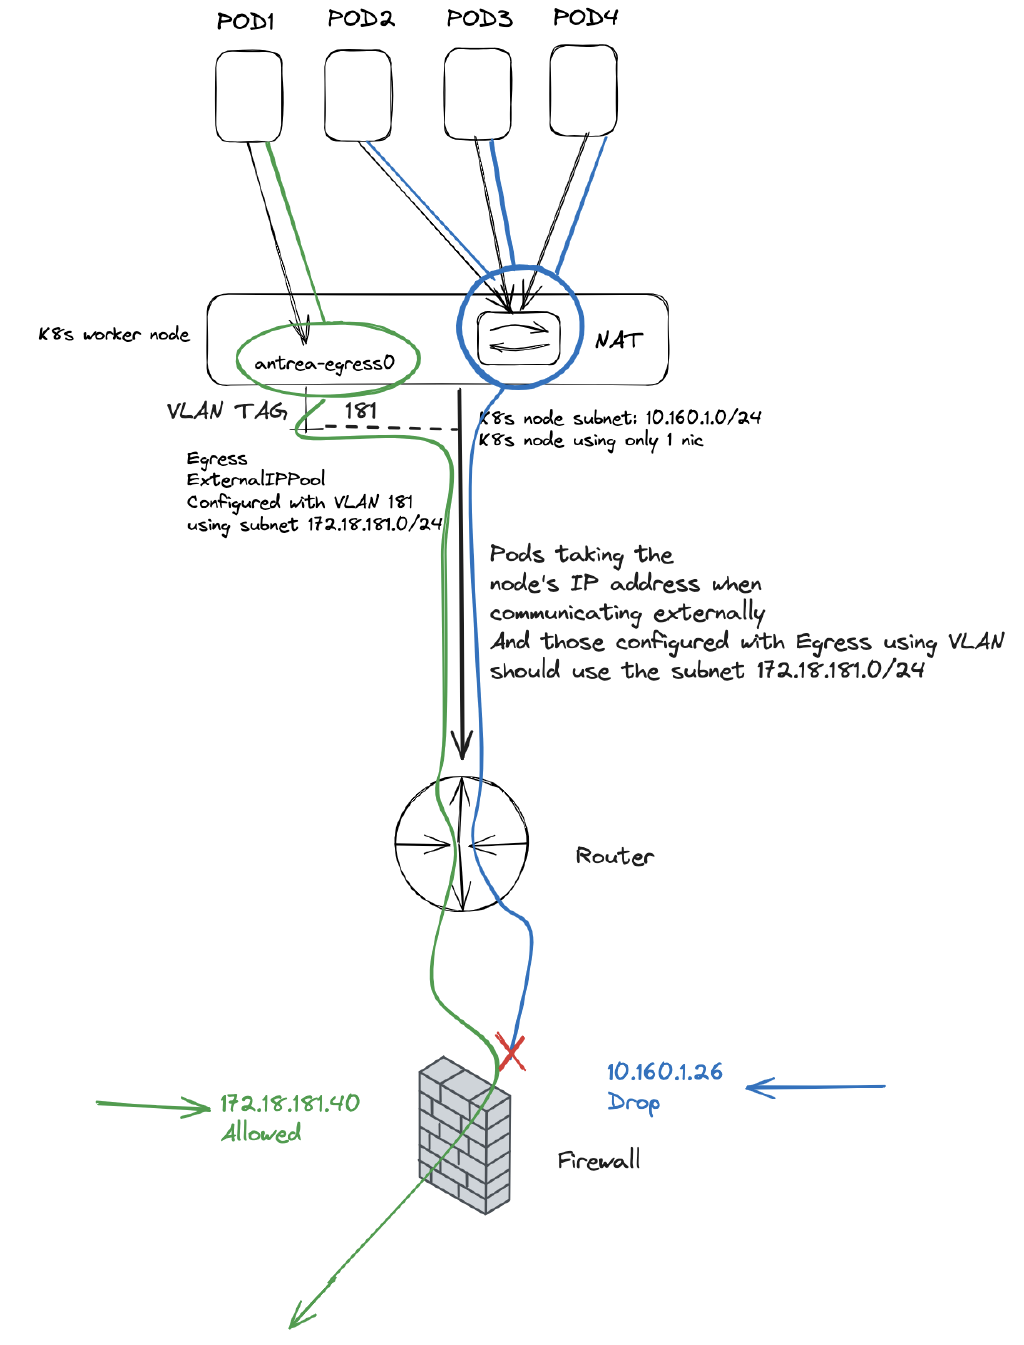 POD1
POD2
POD3
POD4
K8s worker node
antrea-egress0
NAT
VLAN TAG 181
K8s node subnet: 10.160.1.0/24
K8s node using only 1 nic
Egress
ExternalIPPool
Configured with VLAN 181
using subnet 172.18.181.0/24
Pods taking the
node's IP address when
communicating externally
And those configured with Egress using VLAN
should use the subnet 172.18.181.0/24
Router
10.160.1.26
Drop
172.18.181.40
Allowed
Firewall